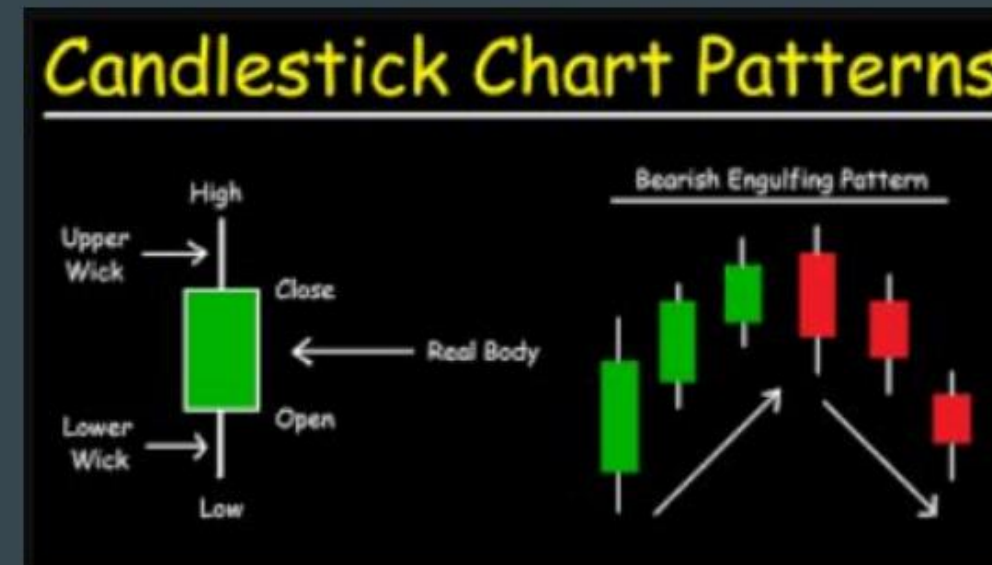 Candlestick Chart Patterns
High
Upper
Wick
Close
Real Body
Open
Lower
Wick
Low
Bearish Engulfing Pattern